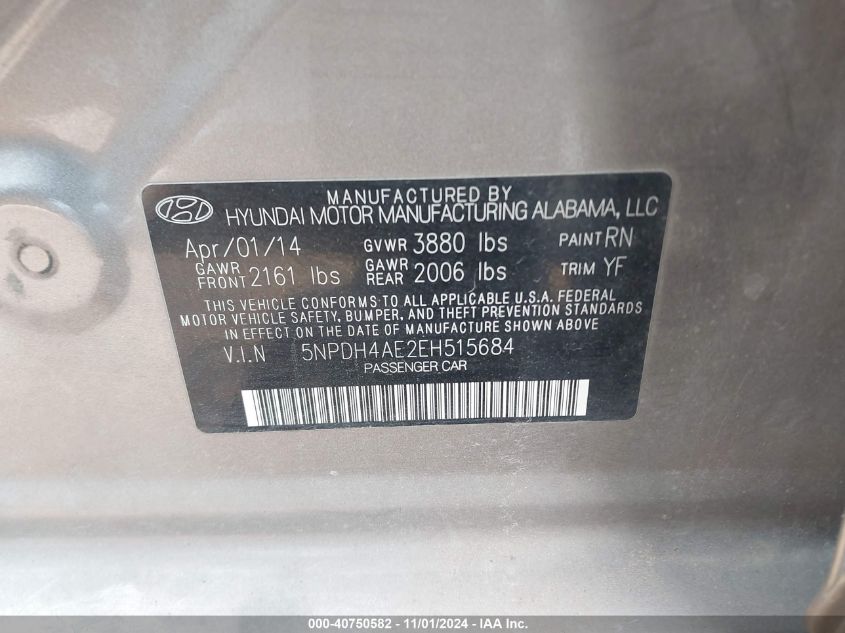 MANUFACTURED BY
HYUNDAI MOTOR MANUFACTURING ALABAMA, LLC
Apr/01/14 GVWR 3880 lbs PAINT RN
GAWR FRONT 2161 lbs GAWR REAR 2006 lbs TRIM YF
THIS VEHICLE CONFORMS TO ALL APPLICABLE U.S.A. FEDERAL
MOTOR VEHICLE SAFETY, BUMPER, AND THEFT PREVENTION STANDARDS
IN EFFECT ON THE DATE OF MANUFACTURE SHOWN ABOVE
V.I.N 5NPDH4AE2EH515684
PASSENGER CAR
000-40750582 - 11/01/2024 - IAA Inc.